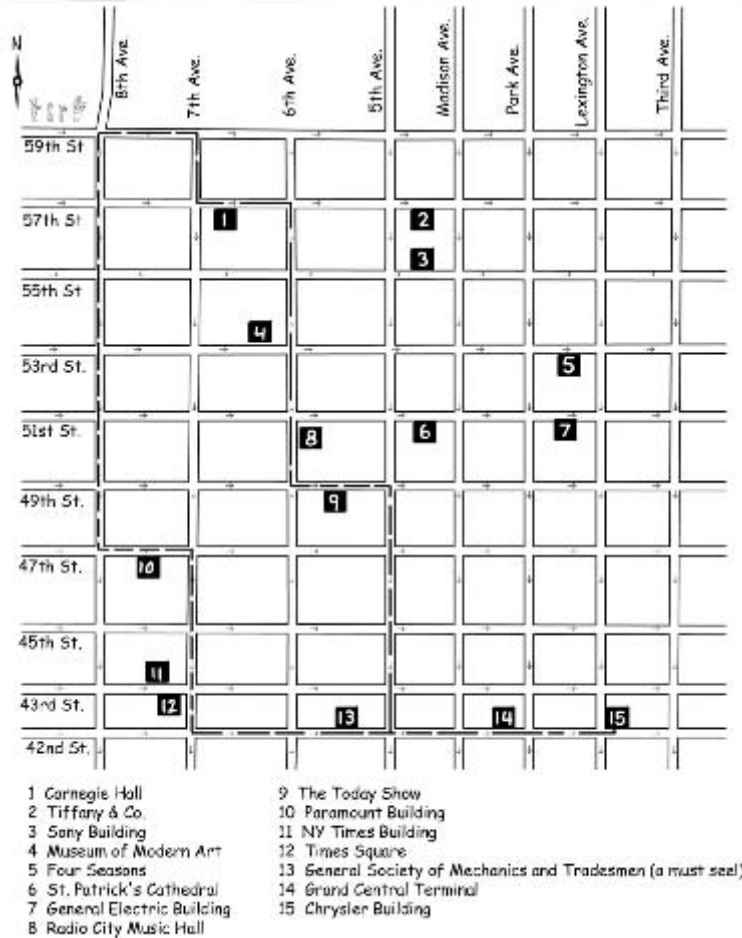 N
8th Ave.
7th Ave.
6th Ave.
5th Ave.
Madison Ave
Park Ave.
Lexington Ave.
Third Ave.
59th St
57th St
55th St
53rd St.
51st St.
49th St.
47th St.
45th St.
43rd St.
42nd St.
1
2
3
4
5
6
7
8
9
10
11
12
13
14
15
1 Carnegie Hall
2 Tiffany & Co.
3 Sony Building
4 Museum of Modern Art
5 Four Seasons
6 St. Patrick's Cathedral
7 General Electric Building
8 Radio City Music Hall
9 The Today Show
10 Paramount Building
11 NY Times Building
12 Times Square
13 General Society of Mechanics and Tradesmen (a must see!)
14 Grand Central Terminal
15 Chrysler Building